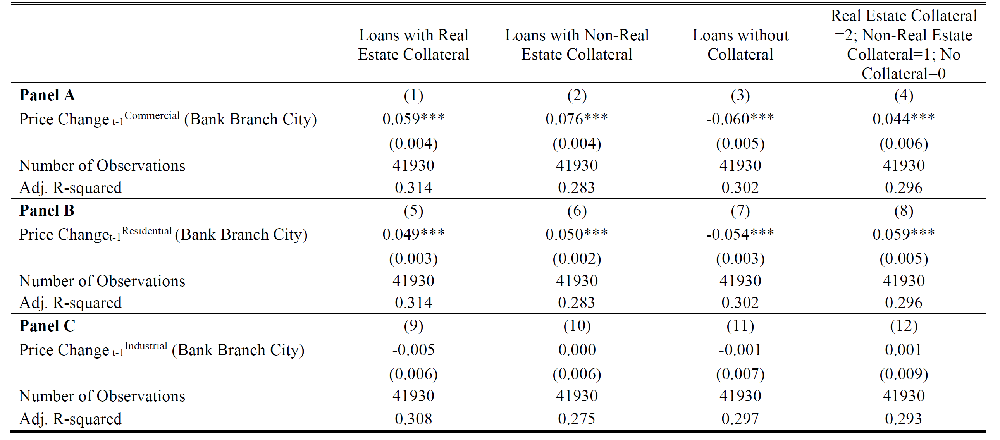 Loans with Real Estate Collateral Loans with Non-Real Estate Collateral Loans without Collateral Real Estate Collateral =2; Non-Real Estate Collateral=1; No Collateral=0
Panel A (1) (2) (3) (4)
Price Change t-1 Commercial (Bank Branch City) 0.059*** 0.076*** -0.060*** 0.044***
(0.004) (0.004) (0.005) (0.006)
Number of Observations 41930 41930 41930 41930
Adj. R-squared 0.314 0.283 0.302 0.296
Panel B (5) (6) (7) (8)
Price Changet-1 Residential (Bank Branch City) 0.049*** 0.050*** -0.054*** 0.059***
(0.003) (0.002) (0.003) (0.005)
Number of Observations 41930 41930 41930 41930
Adj. R-squared 0.314 0.283 0.302 0.296
Panel C (9) (10) (11) (12)
Price Change t-1 Industrial (Bank Branch City) -0.005 0.000 -0.001 0.001
(0.006) (0.006) (0.007) (0.009)
Number of Observations 41930 41930 41930 41930
Adj. R-squared 0.308 0.275 0.297 0.293